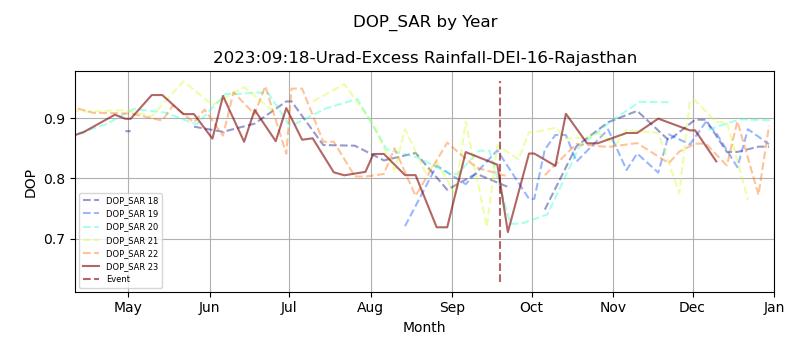 DOP_SAR by Year
2023:09:18-Urad-Excess Rainfall-DEI-16-Rajasthan
DOP
0.9
0.8
0.7
DOP_SAR 18
DOP_SAR 19
DOP_SAR 20
DOP_SAR 21
DOP_SAR 22
DOP_SAR 23
Event
May Jun Jul Aug Sep Oct Nov Dec Jan
Month